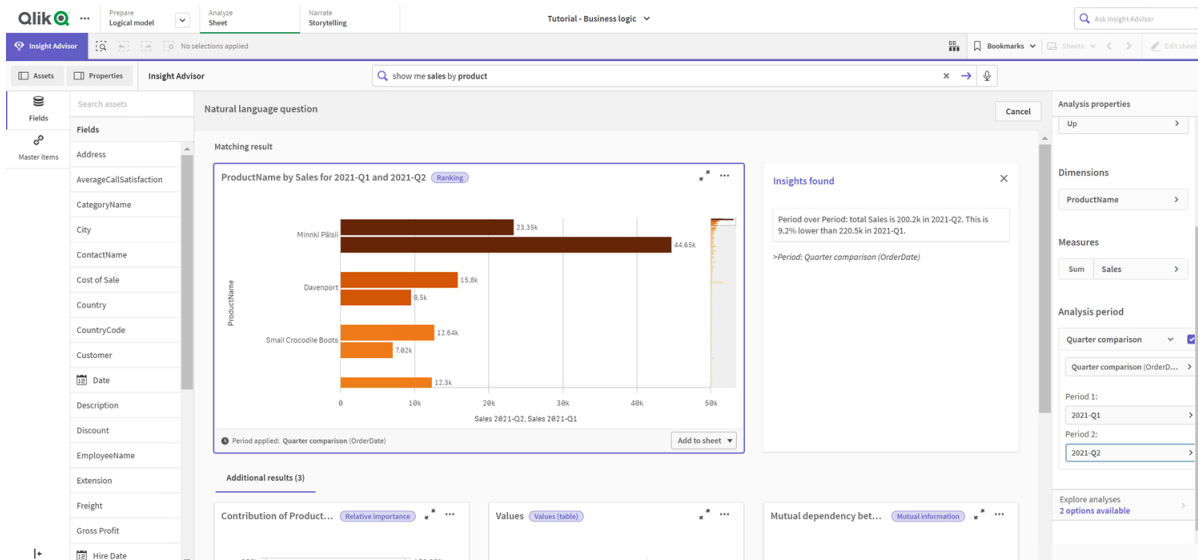 Qlik
Prepare
Logical model
Analyze
Sheet
Narrate
Storytelling
Tutorial - Business logic
Ask Insight Advisor
Insight Advisor
No selections applied
Bookmarks
Sheets
Edit sheet
Assets
Properties
Insight Advisor
show me sales by product
Fields
Master items
Search assets
Fields
Address
AverageCallSatisfaction
CategoryName
City
ContactName
Cost of Sale
Country
CountryCode
Customer
Date
Description
Discount
EmployeeName
Extension
Freight
Gross Profit
Hire Date
Natural language question
Cancel
Matching result
ProductName by Sales for 2021-Q1 and 2021-Q2 Ranking
ProductName
Minnki Pälsii
23.35k
44.65k
Davenport
15.8k
9.5k
Small Crocodile Boots
12.64k
7.02k
12.3k
0 10k 20k 30k 40k 50k
Sales 2021-Q2, Sales 2021-Q1
Period applied: Quarter comparison (OrderDate)
Add to sheet
Insights found
Period over Period: total Sales is 200.2k in 2021-Q2. This is
9.2% lower than 220.5k in 2021-Q1.
>Period: Quarter comparison (OrderDate)
Additional results (3)
Contribution of Product... Relative importance
Values Values (table)
Mutual dependency bet... Mutual information
Analysis properties
Up
Dimensions
ProductName
Measures
Sum Sales
Analysis period
Quarter comparison
Quarter comparison (OrderD...
Period 1:
2021-Q1
Period 2:
2021-Q2
Explore analyses
2 options available